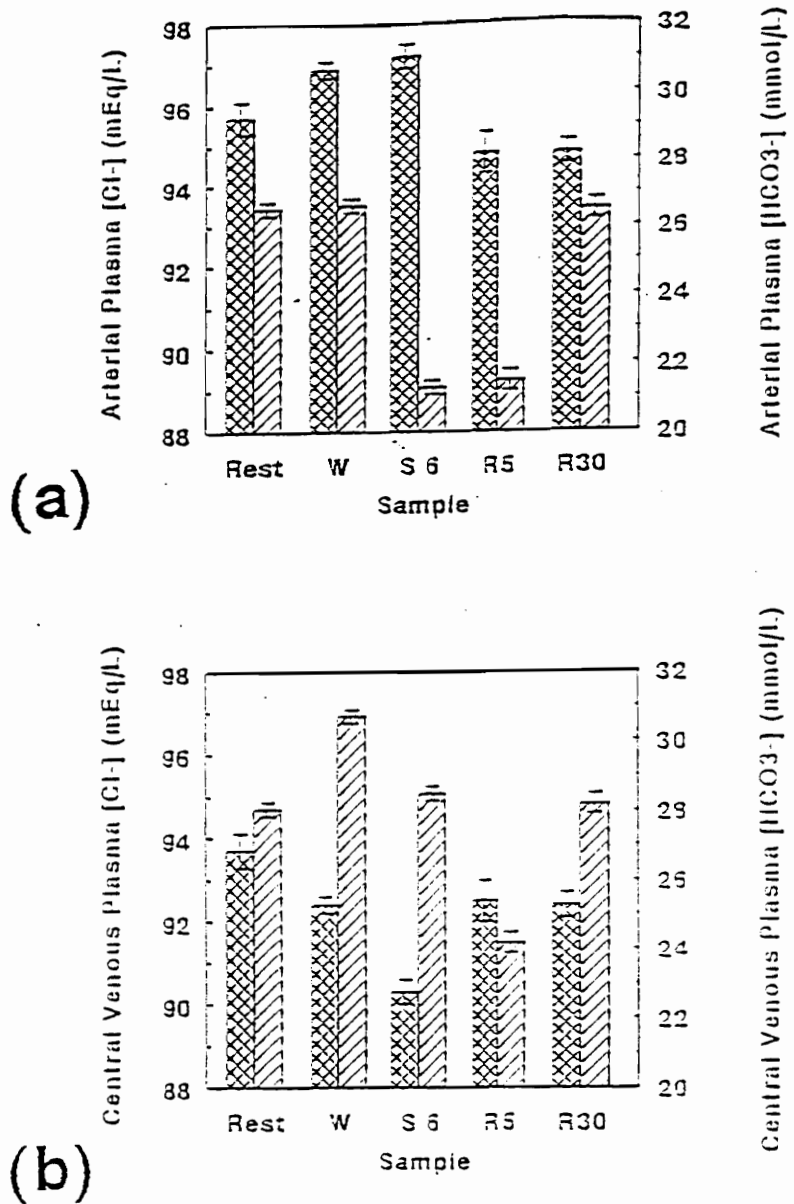 Arterial Plasma [Cl-] (mEq/L)
98
96
94
92
90
88
32
30
28
26
24
22
20
Arterial Plasma [HCO3-] (mmol/L)
Rest W S 6 R5 R30
Sample
(a)
Central Venous Plasma [Cl-] (mEq/L)
98
96
94
92
90
88
32
30
28
26
24
22
20
Central Venous Plasma [HCO3-] (mmol/L)
Rest W S 6 R5 R30
Sample
(b)